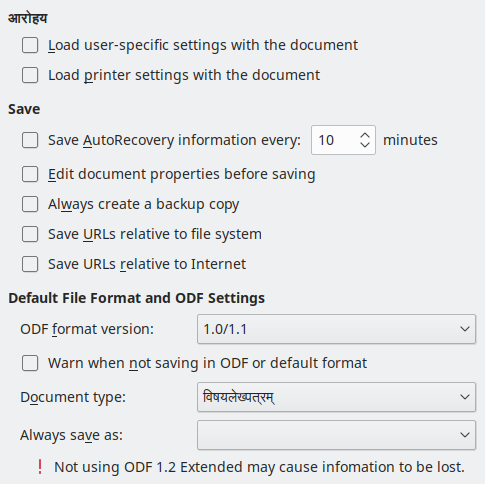 आरोहय
Load user-specific settings with the document
Load printer settings with the document
Save
Save AutoRecovery information every: 10 minutes
Edit document properties before saving
Always create a backup copy
Save URLs relative to file system
Save URLs relative to Internet
Default File Format and ODF Settings
ODF format version: 1.0/1.1
Warn when not saving in ODF or default format
Document type: विषयलेख्पत्रम्
Always save as:
! Not using ODF 1.2 Extended may cause infomation to be lost.